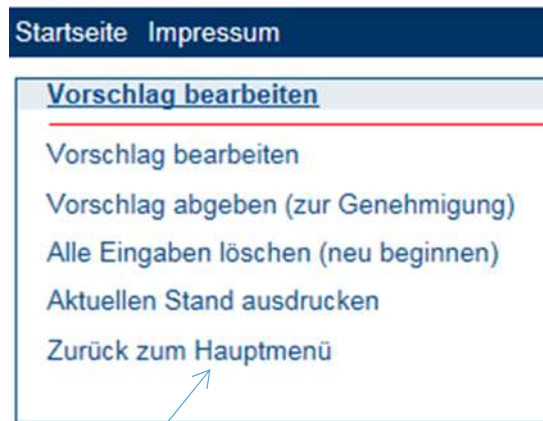 Startseite Impressum
Vorschlag bearbeiten
Vorschlag bearbeiten
Vorschlag abgeben (zur Genehmigung)
Alle Eingaben löschen (neu beginnen)
Aktuellen Stand ausdrucken
Zurück zum Hauptmenü